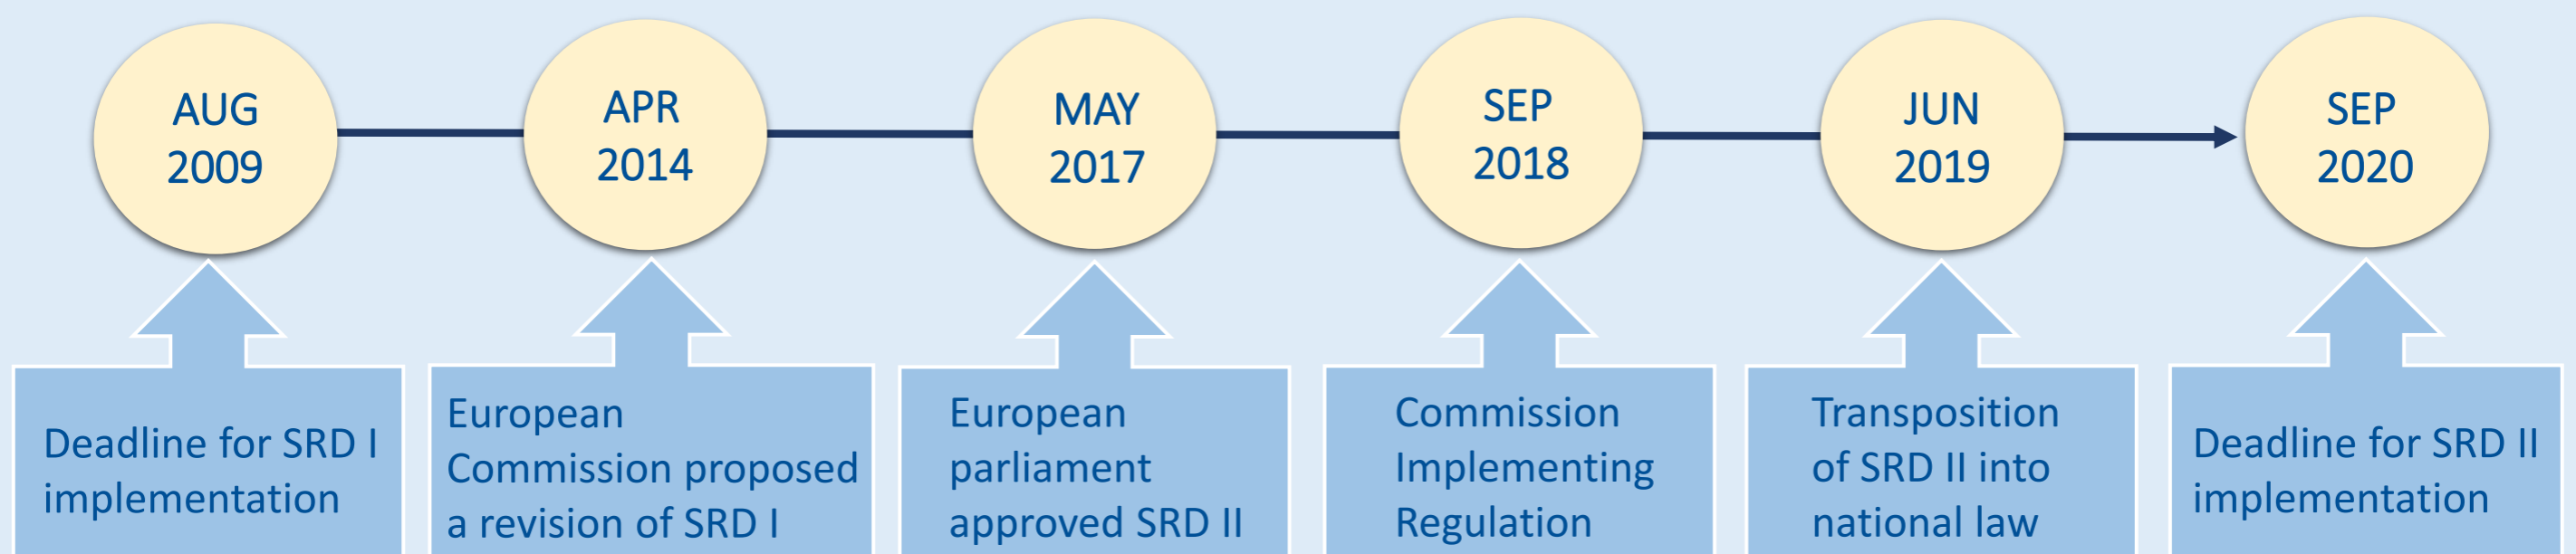 AUG
2009
APR
2014
MAY
2017
SEP
2018
JUN
2019
SEP
2020
Deadline for SRD I
implementation
European
Commission proposed
a revision of SRD I
European
parliament
approved SRD II
Commission
Implementing
Regulation
Transposition
of SRD II into
national law
Deadline for SRD II
implementation